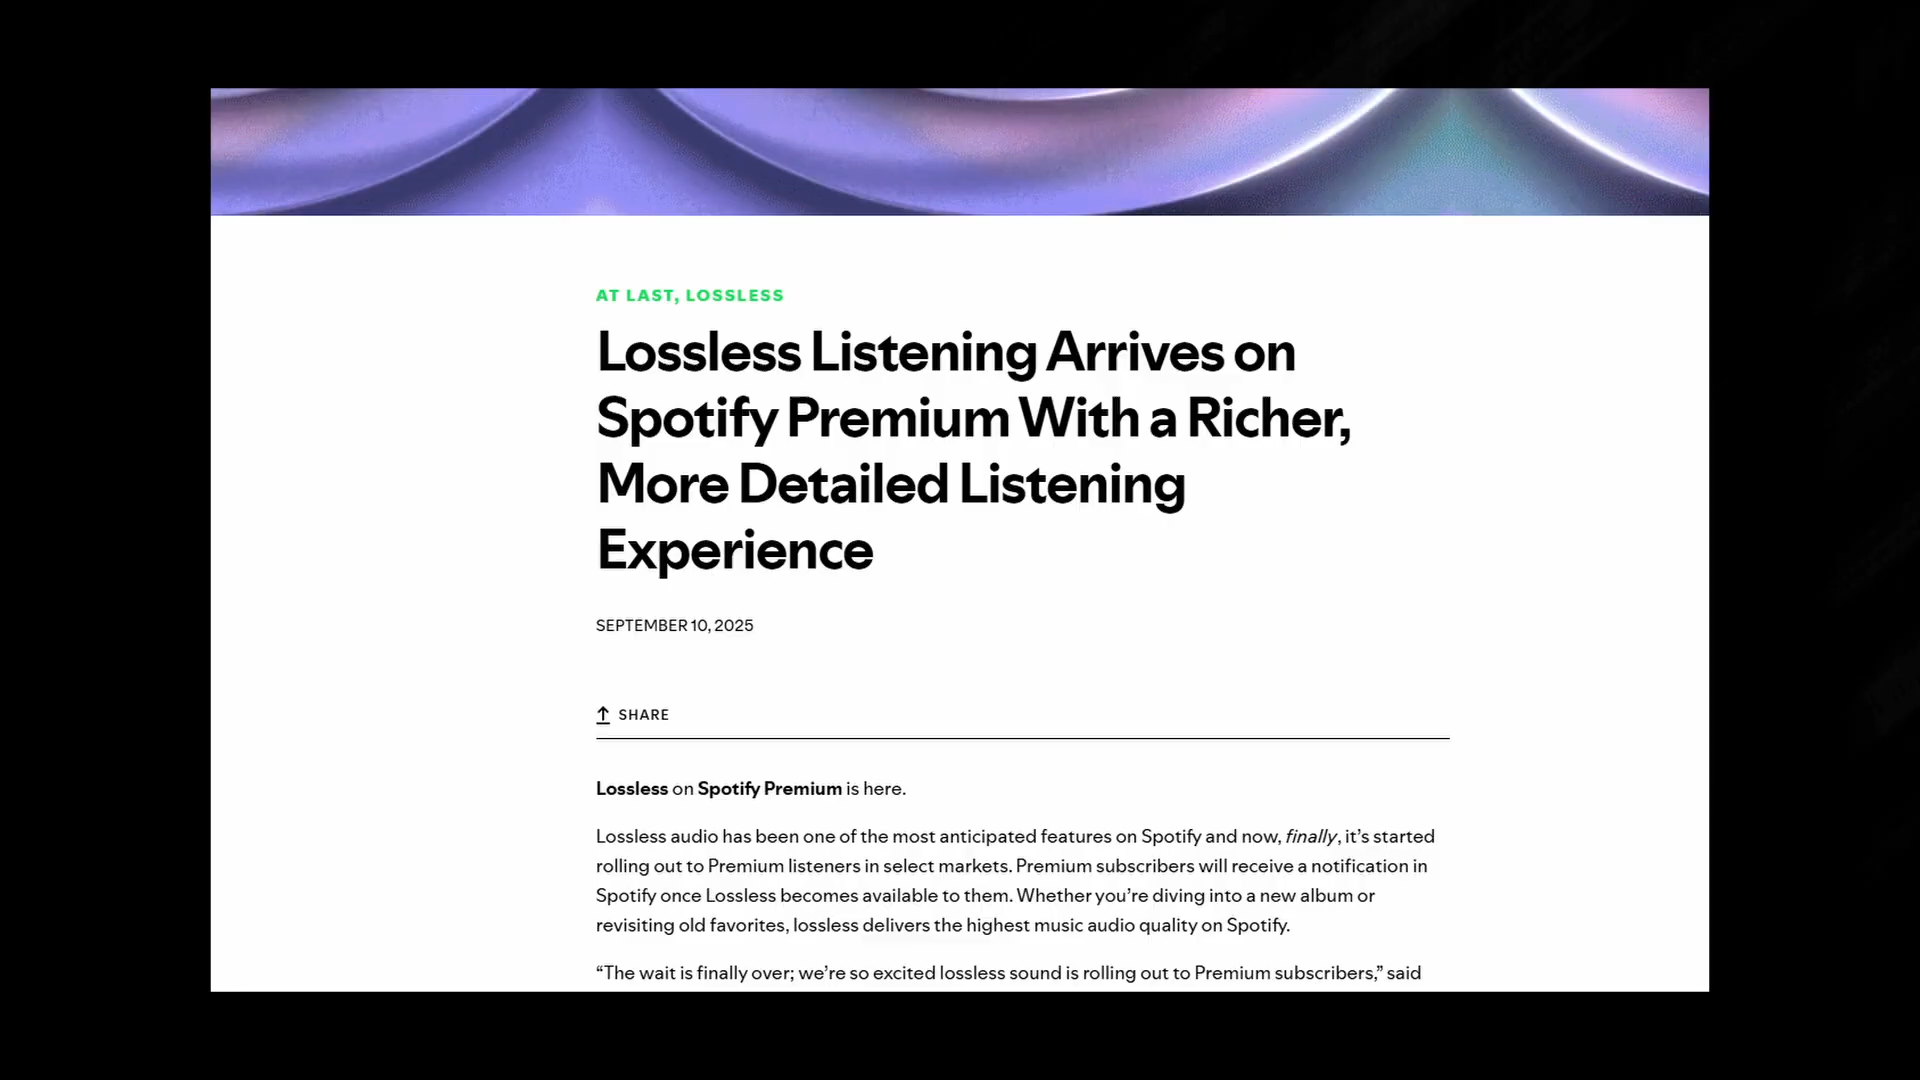 AT LAST, LOSSLESS
Lossless Listening Arrives on
Spotify Premium With a Richer,
More Detailed Listening
Experience
SEPTEMBER 10, 2025
SHARE
Lossless on Spotify Premium is here.
Lossless audio has been one of the most anticipated features on Spotify and now, finally, it’s started
rolling out to Premium listeners in select markets. Premium subscribers will receive a notification in
Spotify once Lossless becomes available to them. Whether you’re diving into a new album or
revisiting old favorites, lossless delivers the highest music audio quality on Spotify.
“The wait is finally over; we’re so excited lossless sound is rolling out to Premium subscribers,” said